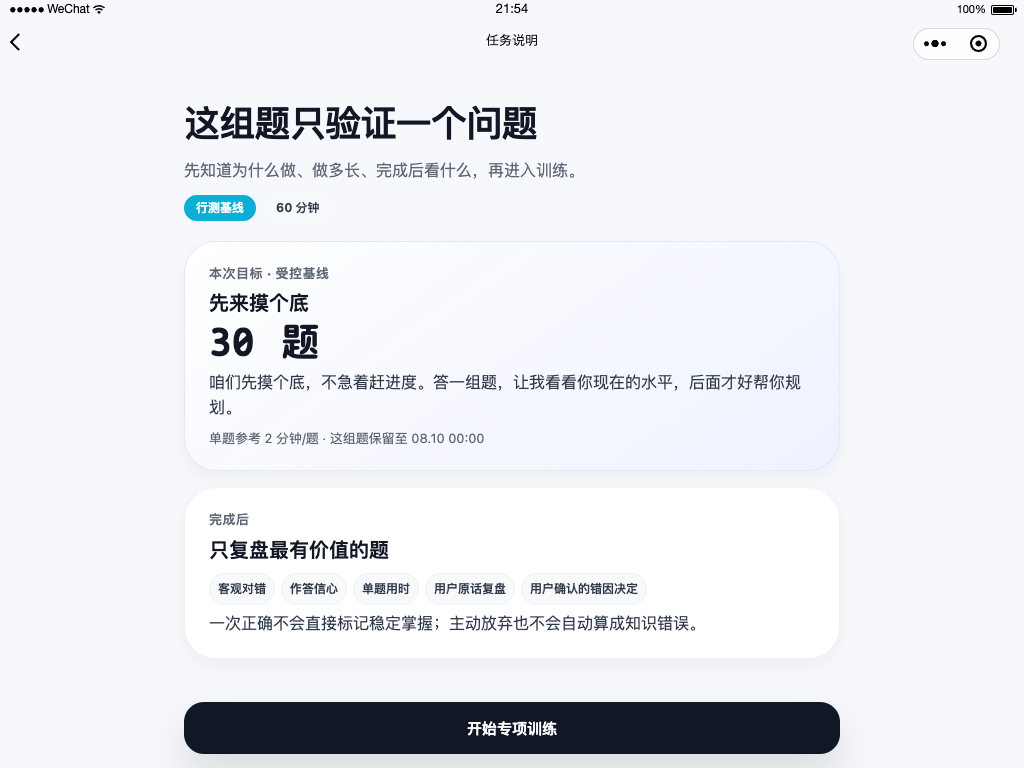 WeChat
21:54
100%
任务说明
这组题只验证一个问题
先知道为什么做、做多长、完成后看什么，再进入训练。
行测基线
60 分钟
本次目标 · 受控基线
先来摸个底
30 题
咱们先摸个底，不急着赶进度。答一组题，让我看看你现在的水平，后面才好帮你规
划。
单题参考 2 分钟/题 · 这组题保留至 08.10 00:00
完成后
只复盘最有价值的题
客观对错
作答信心
单题用时
用户原话复盘
用户确认的错因决定
一次正确不会直接标记稳定掌握；主动放弃也不会自动算成知识错误。
开始专项训练